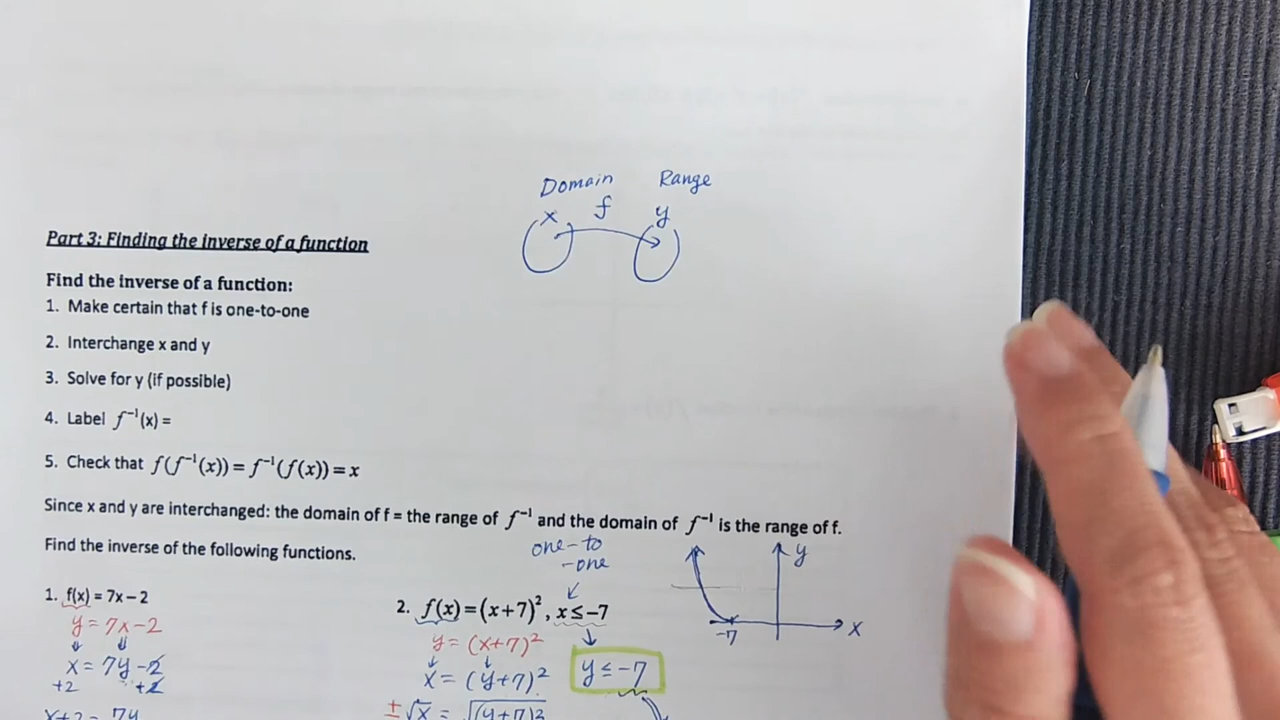 Domain Range
x f y
Part 3: Finding the inverse of a function
Find the inverse of a function:
1. Make certain that f is one-to-one
2. Interchange x and y
3. Solve for y (if possible)
4. Label f⁻¹(x) =
5. Check that f(f⁻¹(x)) = f⁻¹(f(x)) = x
Since x and y are interchanged: the domain of f = the range of f⁻¹ and the domain of f⁻¹ is the range of f.
Find the inverse of the following functions.
one-to
-one
y
x
-7
1. f(x) = 7x – 2
y = 7x-2
x = 7y -2
+2 +2
x+2 = 7y
2. f(x) = (x+7)², x ≤ –7
y = (x+7)²
x = (y+7)²
y ≤ -7
±√x = √(y+7)²